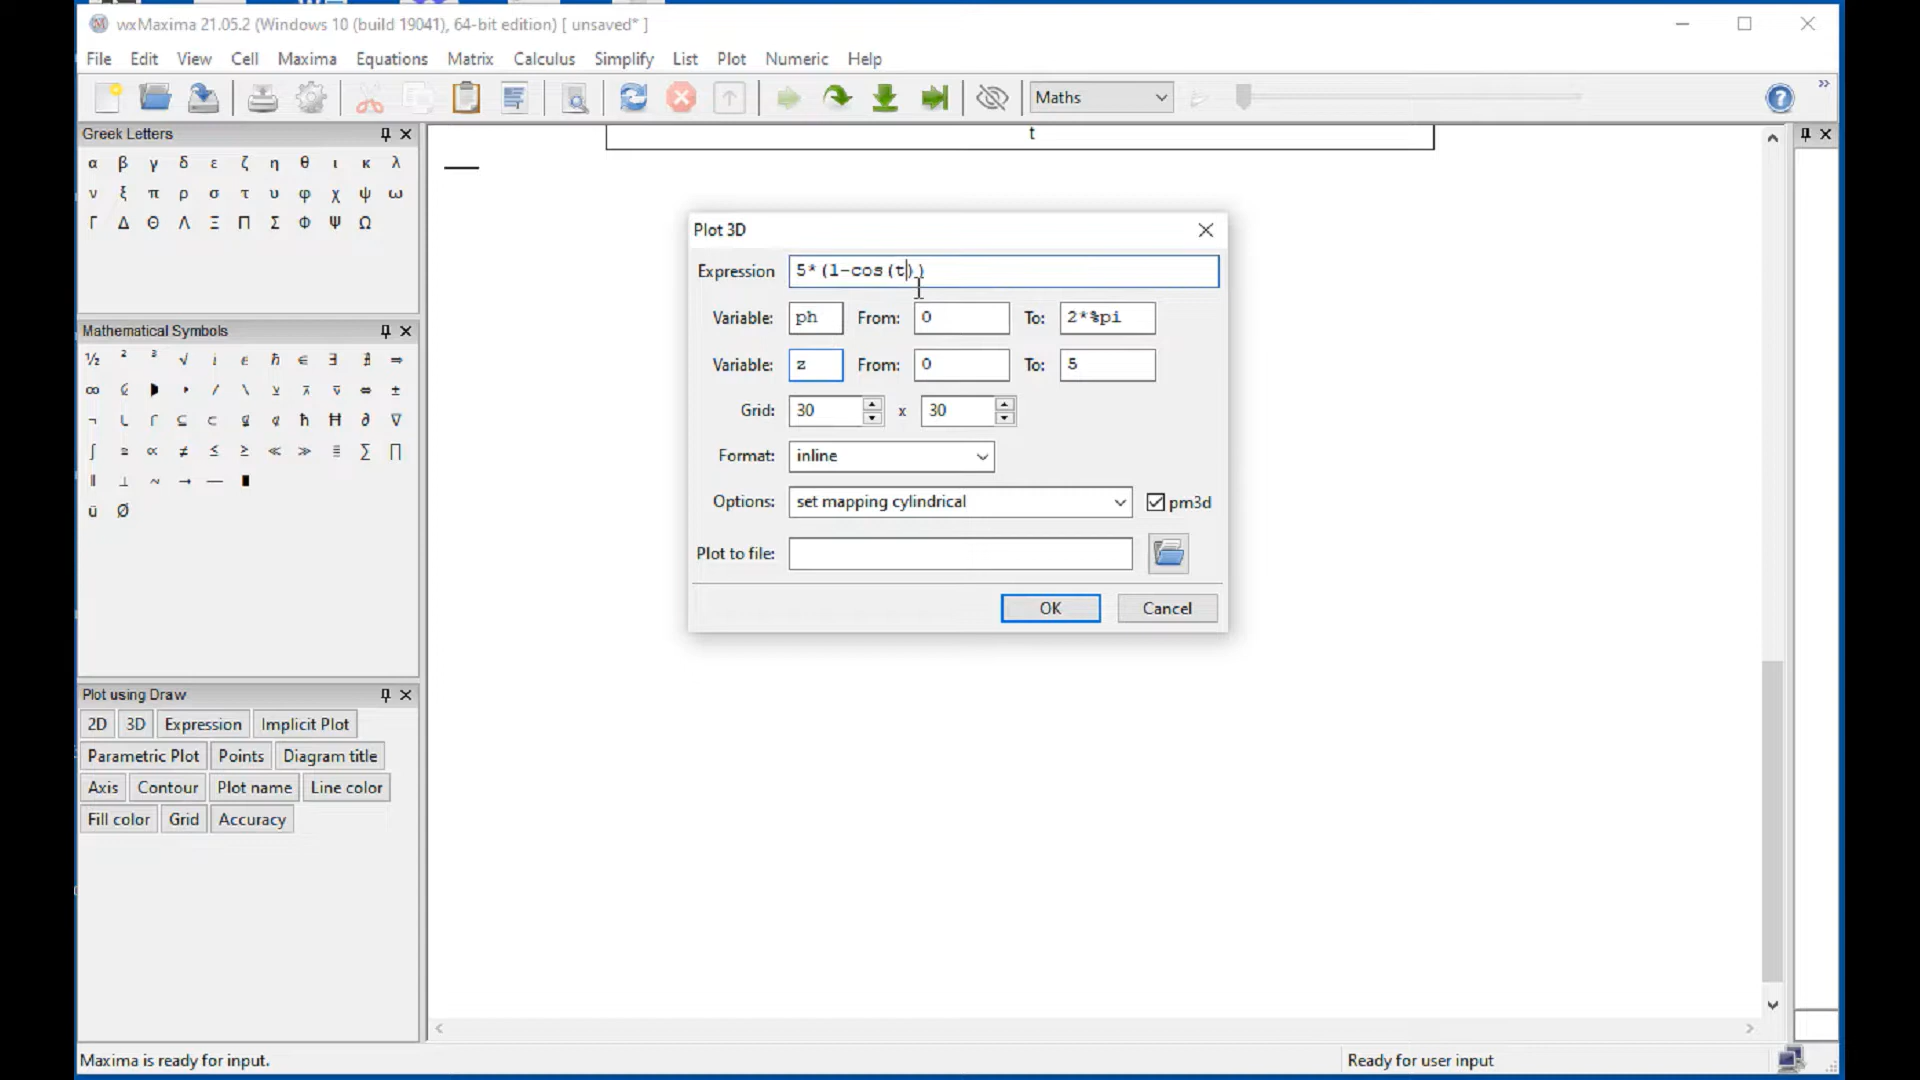 wxMaxima 21.05.2 (Windows 10 (build 19041), 64-bit edition) [ unsaved* ]
File Edit View Cell Maxima Equations Matrix Calculus Simplify List Plot Numeric Help
Maths
Greek Letters
α β γ δ ε ζ η θ ι κ λ
ν ξ π ρ σ τ υ φ χ ψ ω
Γ Δ Θ Λ Ξ Π Σ Φ Ψ Ω
Mathematical Symbols
½ ² ³ √ ⅈ ℯ ℏ ∈ ∃ ∄ ⇒
∞ / \ ⇔ ±
¬ ⊆ ⊂ ħ Ħ ∂ ∇
∫ ≅ ∝ ≠ ≤ ≥ ≪ ≫ ∑ ∏
∥ ⊥ ~ → — ∎
ü Ø
Plot using Draw
2D 3D Expression Implicit Plot
Parametric Plot Points Diagram title
Axis Contour Plot name Line color
Fill color Grid Accuracy
t
Plot 3D
Expression 5*(1-cos(t))
Variable: ph From: 0 To: 2*%pi
Variable: z From: 0 To: 5
Grid: 30 x 30
Format: inline
Options: set mapping cylindrical pm3d
Plot to file:
OK Cancel
Maxima is ready for input. Ready for user input